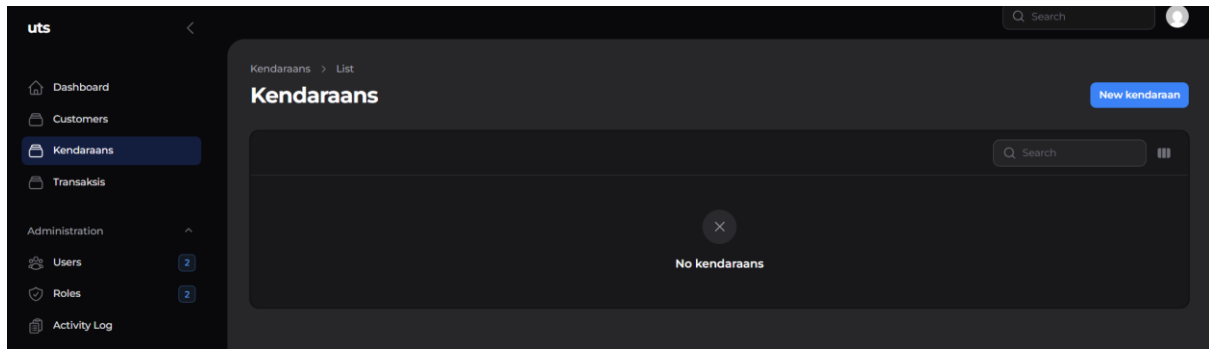 uts
Search
Dashboard
Customers
Kendaraans
Transaksis
Administration
Users 2
Roles 2
Activity Log
Kendaraans > List
Kendaraans
New kendaraan
Search
No kendaraans